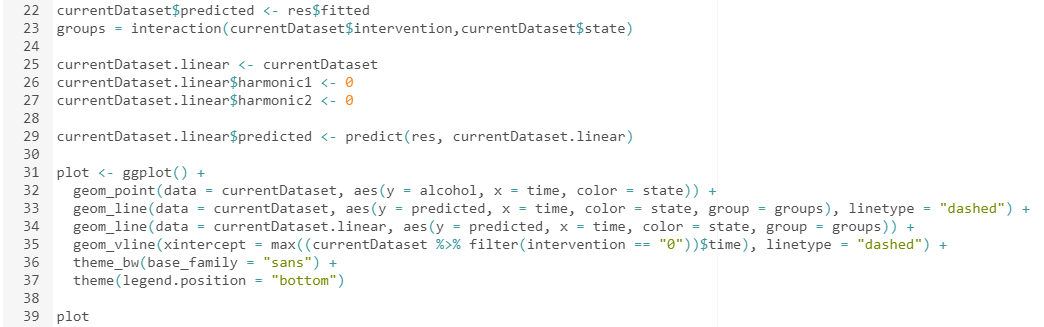 22 currentDataset$predicted <- res$fitted
23 groups = interaction(currentDataset$intervention,currentDataset$state)
24
25 currentDataset.linear <- currentDataset
26 currentDataset.linear$harmonic1 <- 0
27 currentDataset.linear$harmonic2 <- 0
28
29 currentDataset.linear$predicted <- predict(res, currentDataset.linear)
30
31 plot <- ggplot() +
32   geom_point(data = currentDataset, aes(y = alcohol, x = time, color = state)) +
33   geom_line(data = currentDataset, aes(y = predicted, x = time, color = state, group = groups), linetype = "dashed") +
34   geom_line(data = currentDataset.linear, aes(y = predicted, x = time, color = state, group = groups)) +
35   geom_vline(xintercept = max((currentDataset %>% filter(intervention == "0"))$time), linetype = "dashed") +
36   theme_bw(base_family = "sans") +
37   theme(legend.position = "bottom")
38
39 plot